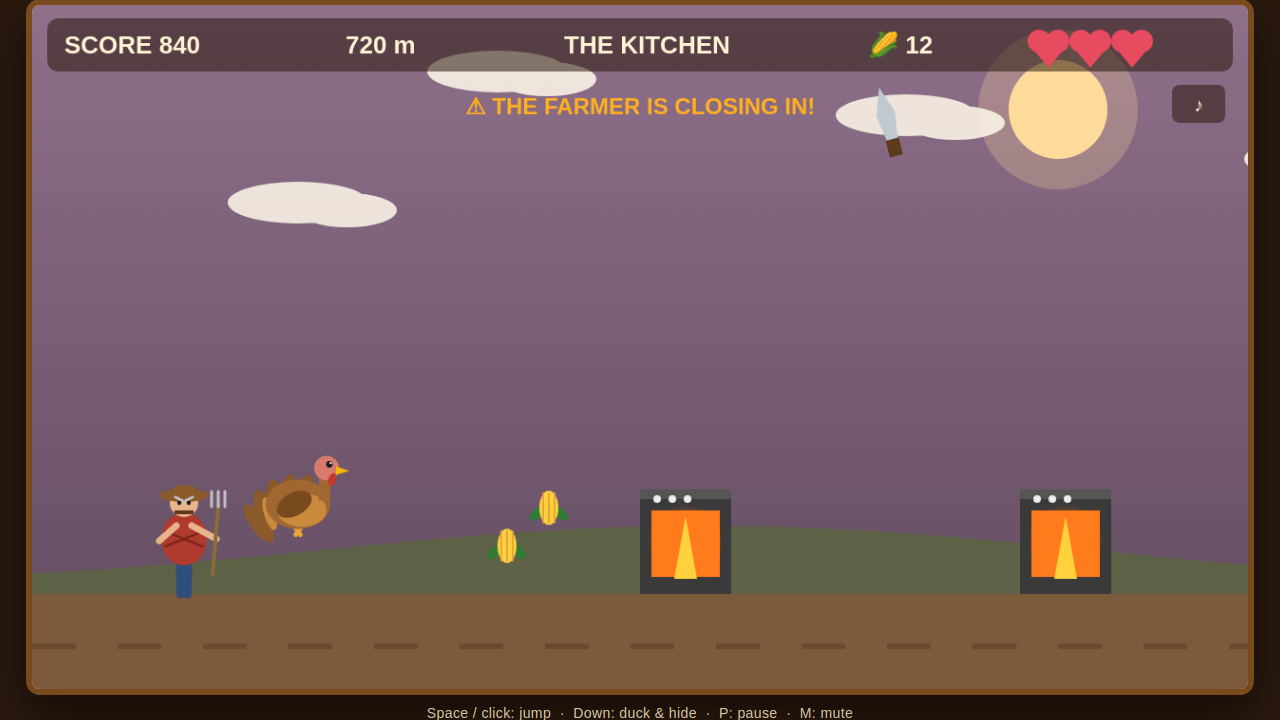 SCORE 840 720 m THE KITCHEN 🌽 12
⚠ THE FARMER IS CLOSING IN!
♪
Space / click: jump · Down: duck & hide · P: pause · M: mute